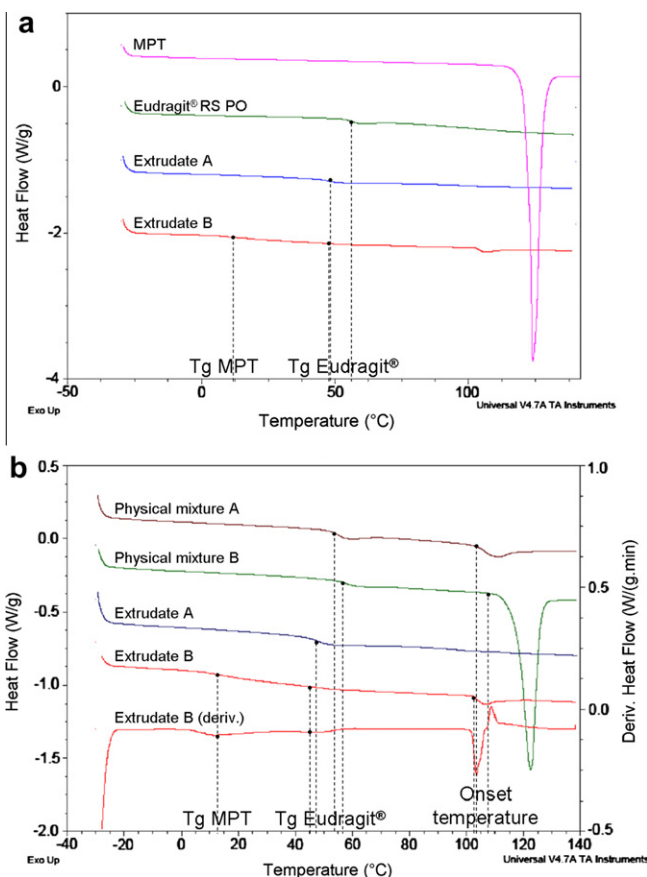 a
MPT
0
Eudragit® RS PO
Extrudate A
Heat Flow (W/g)
Extrudate B
-2
Tg MPT
Tg Eudragit®
-4
-50
0
50
100
Exo Up
Temperature (°C)
Universal V4.7A TA Instruments
b
0.5
1.0
Physical mixture A
0.0
Physical mixture B
0.5
-0.5
Extrudate A
Heat Flow (W/g)
Deriv. Heat Flow (W/(g.min)
Extrudate B
-1.0
0.0
Extrudate B (deriv.)
-1.5
Onset
temperature
Tg MPT
Tg Eudragit®
-2.0
-0.5
-40
-20
0
20
40
60
80
100
120
140
Exo Up
Temperature (°C)
Universal V4.7A TA Instruments